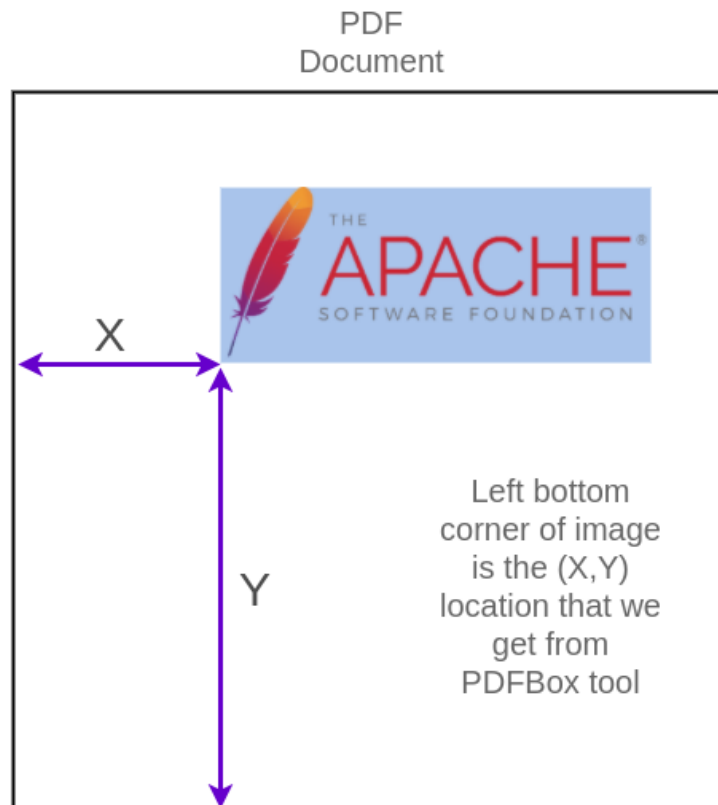 PDF
Document
THE
APACHE®
SOFTWARE FOUNDATION
X
Y
Left bottom
corner of image
is the (X,Y)
location that we
get from
PDFBox tool